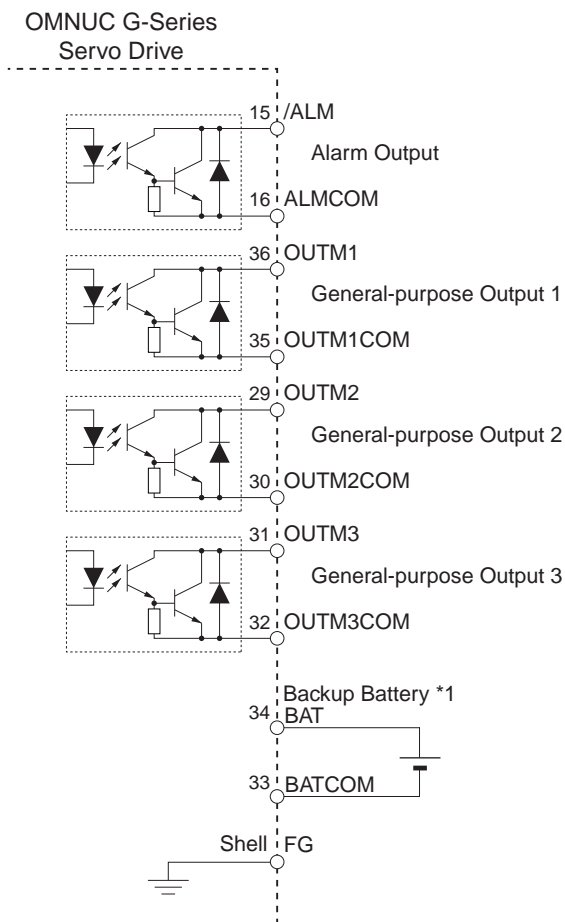 OMNUC G-Series
Servo Drive
15 /ALM
Alarm Output
16 ALMCOM
36 OUTM1
General-purpose Output 1
35 OUTM1COM
29 OUTM2
General-purpose Output 2
30 OUTM2COM
31 OUTM3
General-purpose Output 3
32 OUTM3COM
Backup Battery *1
34 BAT
33 BATCOM
Shell FG